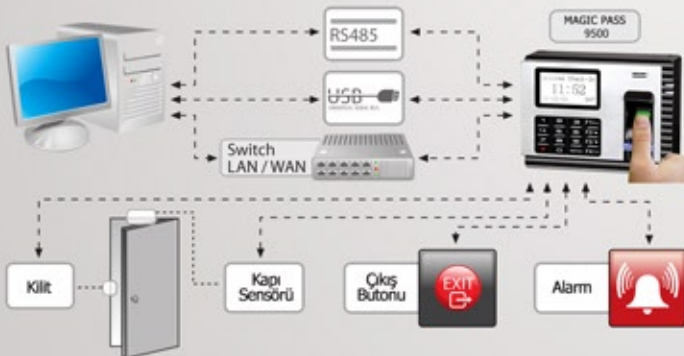 RS485
MAGIC PASS
9500
11:52
USB
Switch
LAN / WAN
Kilit
Kapı
Sensörü
Çıkış
Butonu
EXIT
Alarm